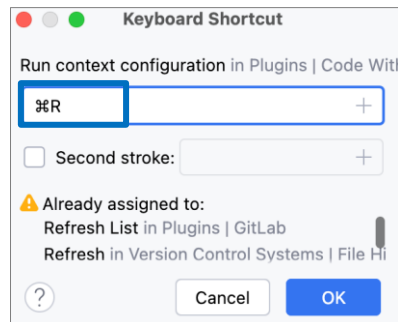 Keyboard Shortcut
Run context configuration in Plugins | Code With
⌘R
Second stroke:
Already assigned to:
Refresh List in Plugins | GitLab
Refresh in Version Control Systems | File Hi
? Cancel OK